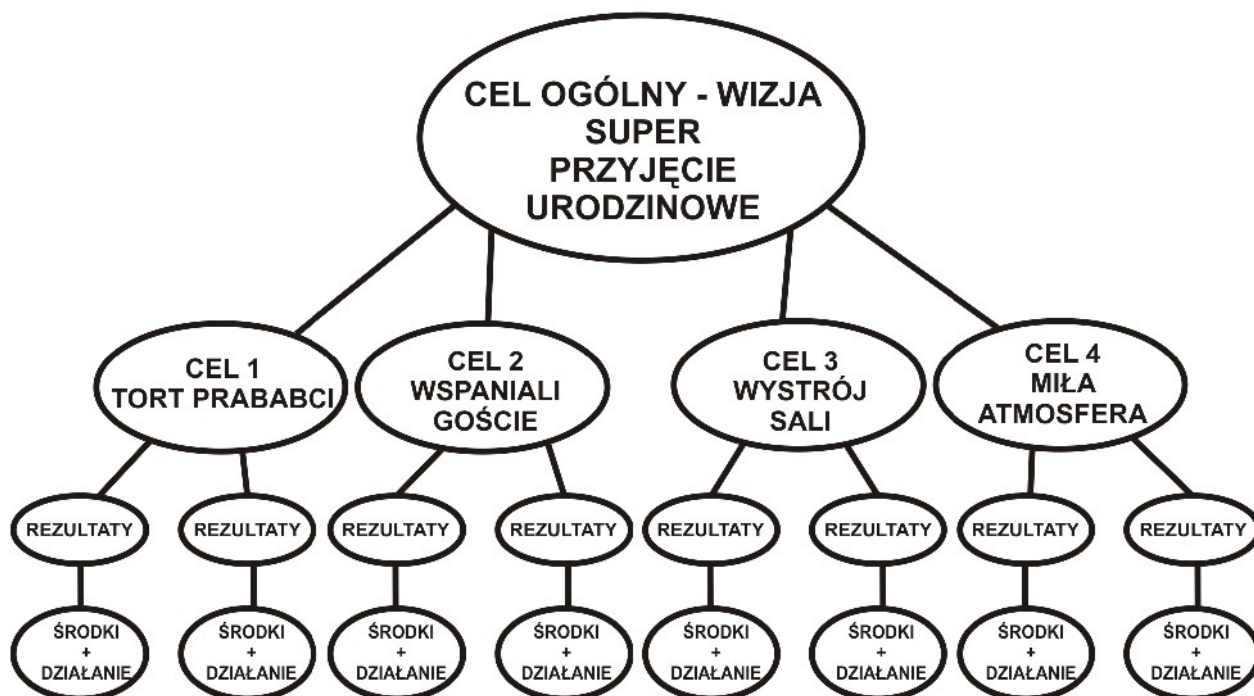 CEL OGÓLNY - WIZJA
SUPER
PRZYJĘCIE
URODZINOWE
CEL 1
TORT PRABABCI
CEL 2
WSPANIALI
GOŚCIE
CEL 3
WYSTRÓJ
SALI
CEL 4
MIŁA
ATMOSFERA
REZULTATY
REZULTATY
REZULTATY
REZULTATY
REZULTATY
REZULTATY
REZULTATY
REZULTATY
ŚRODKI
+
DZIAŁANIE
ŚRODKI
+
DZIAŁANIE
ŚRODKI
+
DZIAŁANIE
ŚRODKI
+
DZIAŁANIE
ŚRODKI
+
DZIAŁANIE
ŚRODKI
+
DZIAŁANIE
ŚRODKI
+
DZIAŁANIE
ŚRODKI
+
DZIAŁANIE